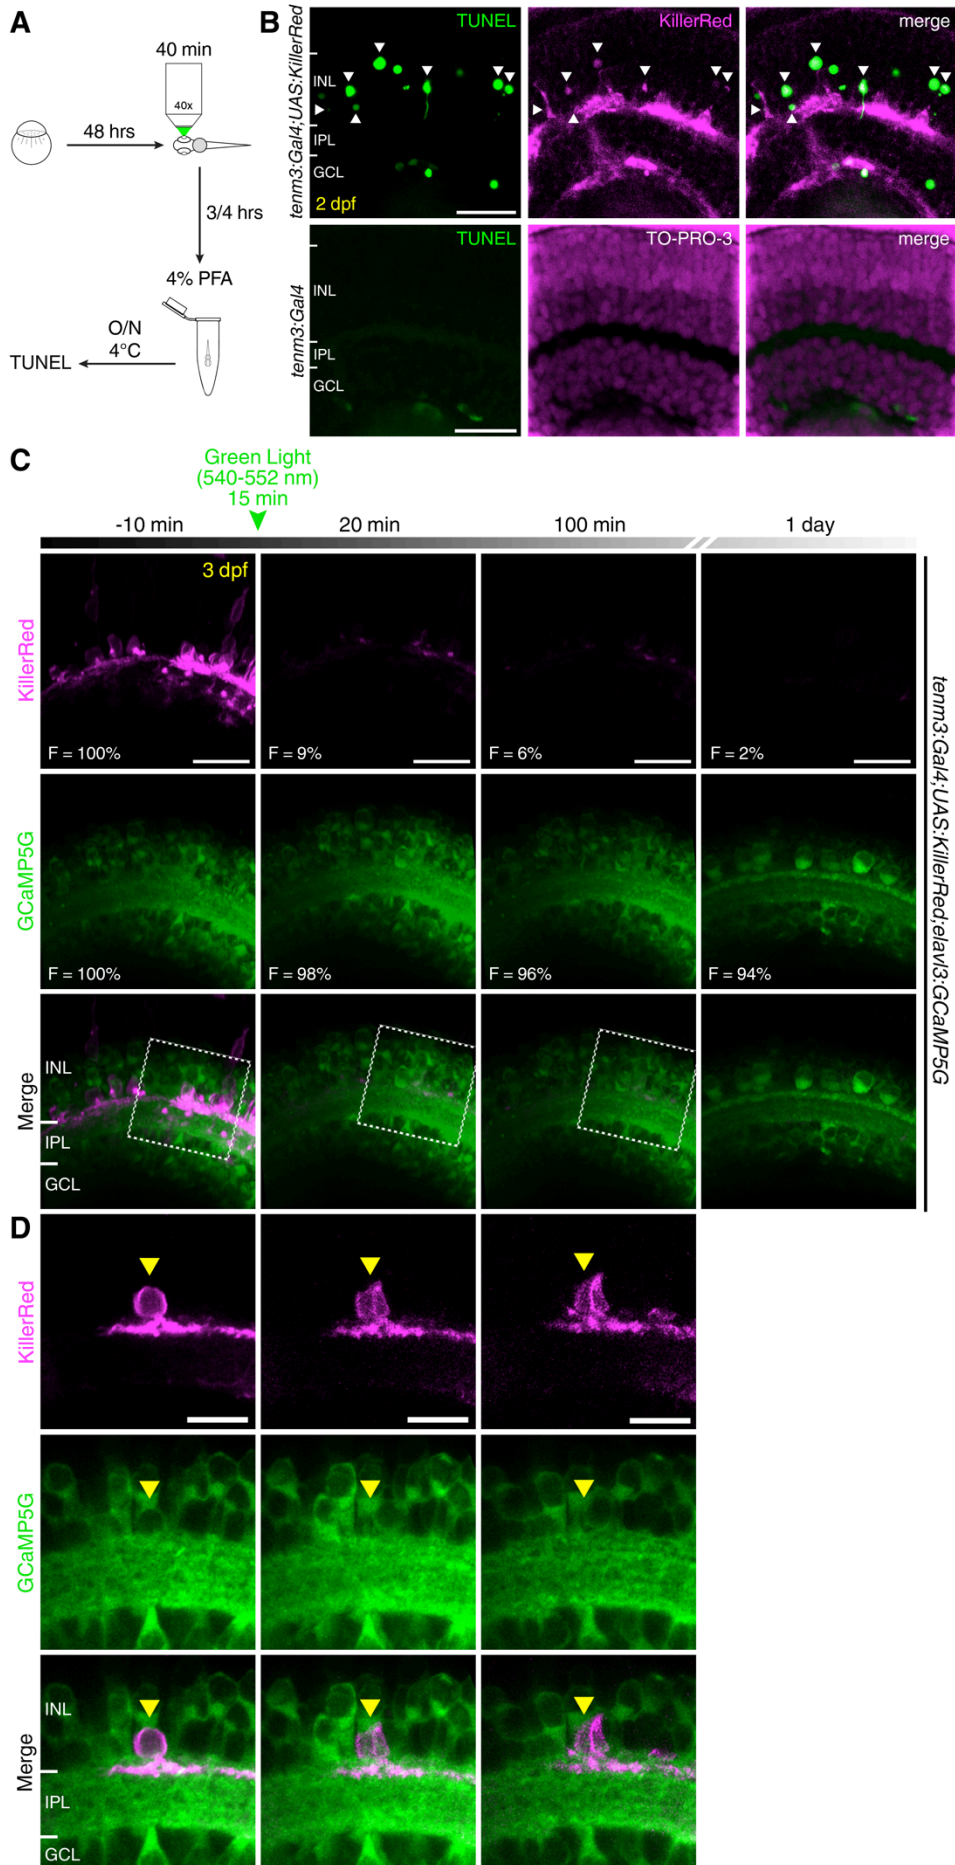 A
40 min
40x
48 hrs
3/4 hrs
4% PFA
O/N
4°C
TUNEL
B
tenm3:Gal4;UAS:KillerRed
TUNEL
KillerRed
merge
INL
IPL
GCL
2 dpf
tenm3:Gal4
TUNEL
TO-PRO-3
merge
INL
IPL
GCL
C
Green Light
(540-552 nm)
15 min
-10 min
20 min
100 min
1 day
KillerRed
3 dpf
F = 100%
F = 9%
F = 6%
F = 2%
GCaMP5G
F = 100%
F = 98%
F = 96%
F = 94%
Merge
INL
IPL
GCL
tenm3:Gal4;UAS:KillerRed;elavl3:GCaMP5G
D
KillerRed
GCaMP5G
Merge
INL
IPL
GCL